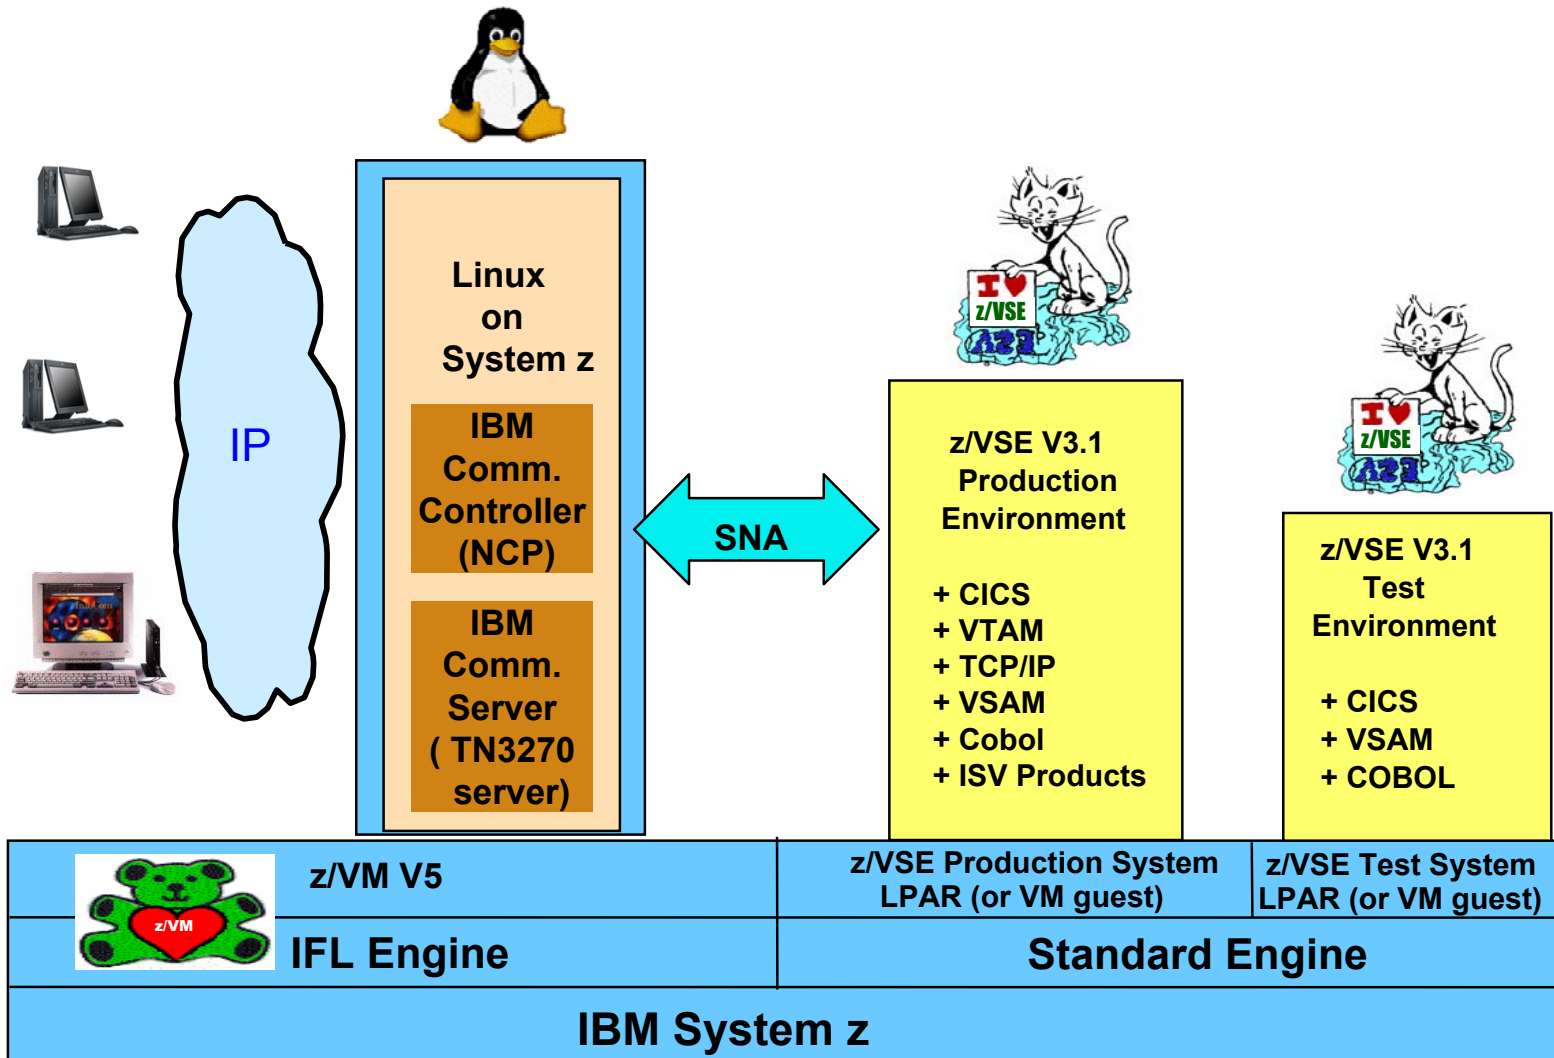 IP
Linux
on
System z
IBM
Comm.
Controller
(NCP)
IBM
Comm.
Server
( TN3270
server)
SNA
I
z/VSE
z/VSE V3.1
Production
Environment
+ CICS
+ VTAM
+ TCP/IP
+ VSAM
+ Cobol
+ ISV Products
I
z/VSE
z/VSE V3.1
Test
Environment
+ CICS
+ VSAM
+ COBOL
z/VM
z/VM V5
z/VSE Production System
LPAR (or VM guest)
z/VSE Test System
LPAR (or VM guest)
IFL Engine
Standard Engine
IBM System z